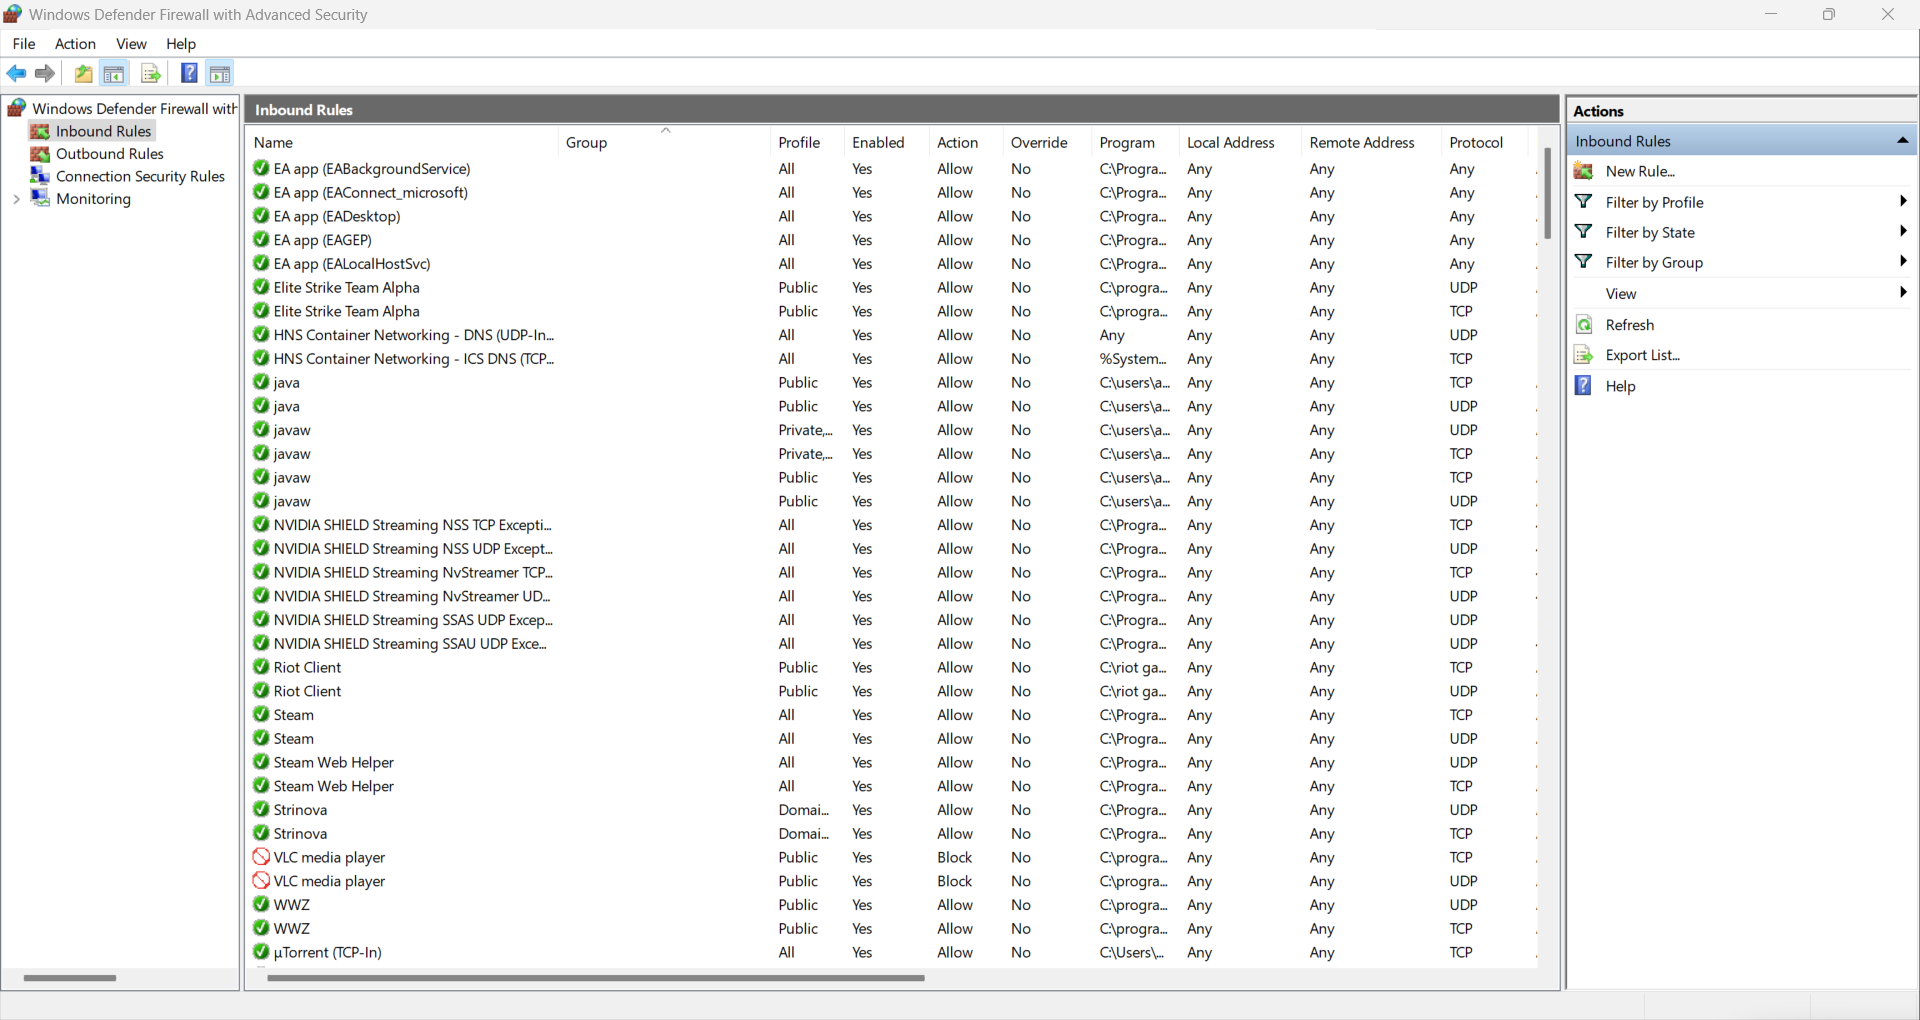 Windows Defender Firewall with Advanced Security
File Action View Help
Windows Defender Firewall with
Inbound Rules
Outbound Rules
Connection Security Rules
Monitoring
Inbound Rules
Name Group Profile Enabled Action Override Program Local Address Remote Address Protocol
EA app (EABackgroundService) All Yes Allow No C:\Progra... Any Any Any
EA app (EAConnect_microsoft) All Yes Allow No C:\Progra... Any Any Any
EA app (EADesktop) All Yes Allow No C:\Progra... Any Any Any
EA app (EAGEP) All Yes Allow No C:\Progra... Any Any Any
EA app (EALocalHostSvc) All Yes Allow No C:\Progra... Any Any Any
Elite Strike Team Alpha Public Yes Allow No C:\progra... Any Any UDP
Elite Strike Team Alpha Public Yes Allow No C:\progra... Any Any TCP
HNS Container Networking - DNS (UDP-In... All Yes Allow No Any Any Any UDP
HNS Container Networking - ICS DNS (TCP... All Yes Allow No %System... Any Any TCP
java Public Yes Allow No C:\users\a... Any Any TCP
java Public Yes Allow No C:\users\a... Any Any UDP
javaw Private,... Yes Allow No C:\users\a... Any Any UDP
javaw Private,... Yes Allow No C:\users\a... Any Any TCP
javaw Public Yes Allow No C:\users\a... Any Any TCP
javaw Public Yes Allow No C:\users\a... Any Any UDP
NVIDIA SHIELD Streaming NSS TCP Excepti... All Yes Allow No C:\Progra... Any Any TCP
NVIDIA SHIELD Streaming NSS UDP Except... All Yes Allow No C:\Progra... Any Any UDP
NVIDIA SHIELD Streaming NvStreamer TCP... All Yes Allow No C:\Progra... Any Any TCP
NVIDIA SHIELD Streaming NvStreamer UD... All Yes Allow No C:\Progra... Any Any UDP
NVIDIA SHIELD Streaming SSAS UDP Excep... All Yes Allow No C:\Progra... Any Any UDP
NVIDIA SHIELD Streaming SSAU UDP Exce... All Yes Allow No C:\Progra... Any Any UDP
Riot Client Public Yes Allow No C:\riot ga... Any Any TCP
Riot Client Public Yes Allow No C:\riot ga... Any Any UDP
Steam All Yes Allow No C:\Progra... Any Any TCP
Steam All Yes Allow No C:\Progra... Any Any UDP
Steam Web Helper All Yes Allow No C:\Progra... Any Any UDP
Steam Web Helper All Yes Allow No C:\Progra... Any Any TCP
Strinova Domai... Yes Allow No C:\Progra... Any Any UDP
Strinova Domai... Yes Allow No C:\Progra... Any Any TCP
VLC media player Public Yes Block No C:\progra... Any Any TCP
VLC media player Public Yes Block No C:\progra... Any Any UDP
WWZ Public Yes Allow No C:\progra... Any Any UDP
WWZ Public Yes Allow No C:\progra... Any Any TCP
µTorrent (TCP-In) All Yes Allow No C:\Users\... Any Any TCP
Actions
Inbound Rules
New Rule...
Filter by Profile
Filter by State
Filter by Group
View
Refresh
Export List...
Help